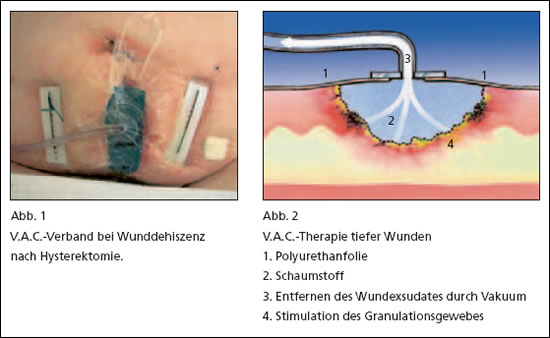 1
3
1
2
4
Abb. 1
V.A.C.-Verband bei Wunddehiszenz
nach Hysterektomie.
Abb. 2
V.A.C.-Therapie tiefer Wunden
1. Polyurethanfolie
2. Schaumstoff
3. Entfernen des Wundexsudates durch Vakuum
4. Stimulation des Granulationsgewebes